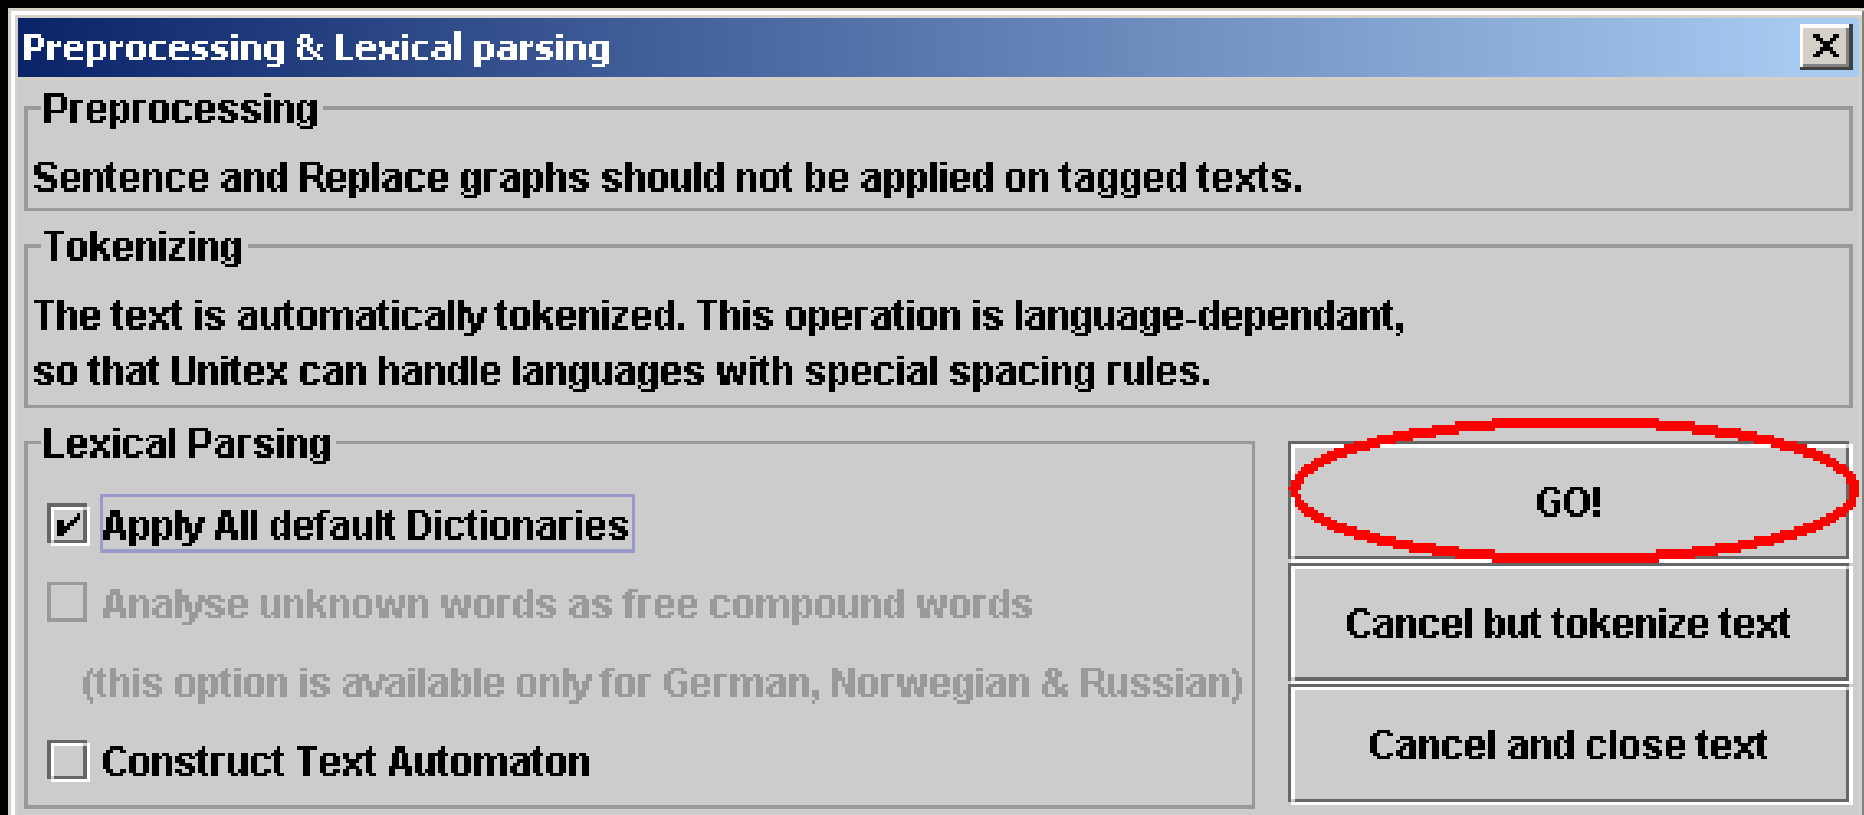 Preprocessing & Lexical parsing
Preprocessing
Sentence and Replace graphs should not be applied on tagged texts.
Tokenizing
The text is automatically tokenized. This operation is language-dependant,
so that Unitex can handle languages with special spacing rules.
Lexical Parsing
Apply All default Dictionaries
Analyse unknown words as free compound words
(this option is available only for German, Norwegian & Russian)
Construct Text Automaton
GO!
Cancel but tokenize text
Cancel and close text